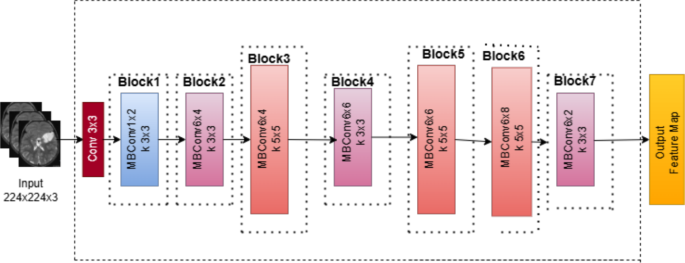 Input
224x224x3
Conv 3x3
Block1
MBConv1x2
k 3x3
Block2
MBConv6x4
k 3x3
Block3
MBConv6x4
k 5x5
Block4
MBConv6x6
k 3x3
Block5
MBConv6x6
k 5x5
Block6
MBConv6x8
k 5x5
Block7
MBConv6x2
k 3x3
Output
Feature Map